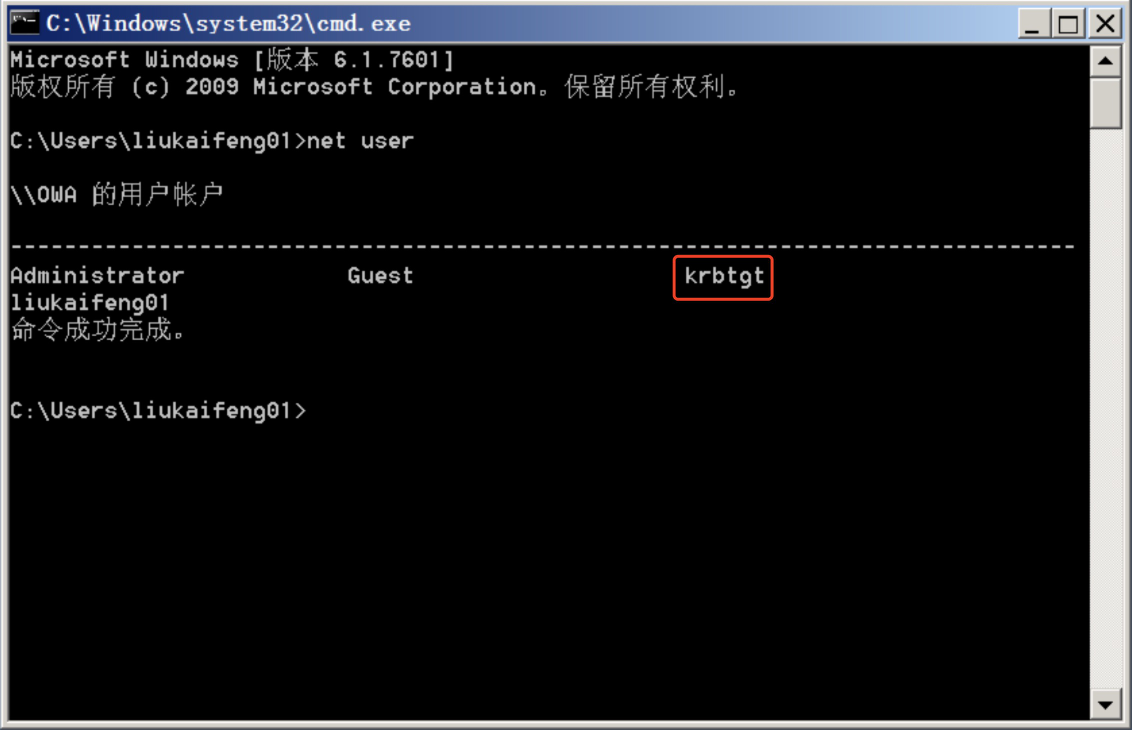 C:\Windows\system32\cmd.exe
Microsoft Windows [版本 6.1.7601]
版权所有 (c) 2009 Microsoft Corporation。保留所有权利。
C:\Users\liukaifeng01>net user
\\OWA 的用户帐户
-------------------------------------------------------------------------------
Administrator            Guest                    krbtgt
liukaifeng01
命令成功完成。
C:\Users\liukaifeng01>